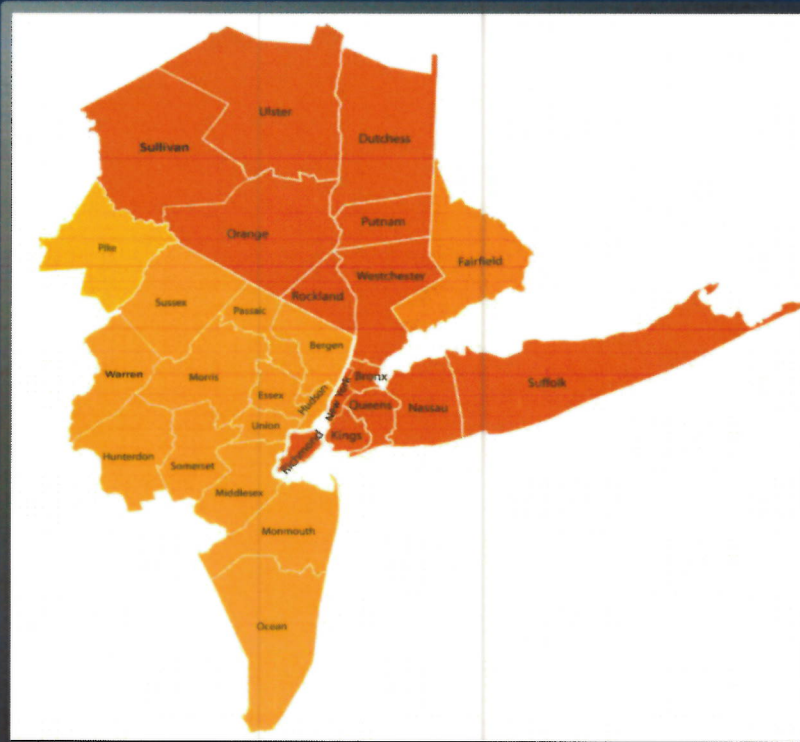 Ulster
Dutchess
Sullivan
Putnam
Orange
Pike
Fairfield
Westchester
Rockland
Sussex
Passaic
Bergen
Warren
Morris
Bronx
Suffolk
Essex
Hudson
New York
Queens
Nassau
Union
Kings
Richmond
Hunterdon
Somerset
Middlesex
Monmouth
Ocean